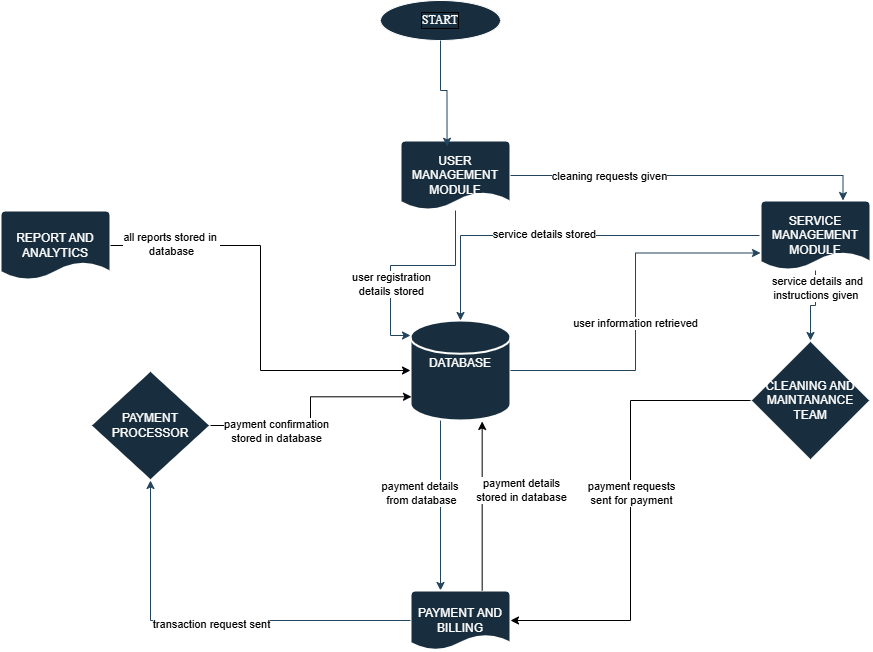 START
USER
MANAGEMENT
MODULE
cleaning requests given
SERVICE
MANAGEMENT
MODULE
REPORT AND
ANALYTICS
all reports stored in
database
service details stored
user registration
details stored
service details and
instructions given
user information retrieved
DATABASE
CLEANING AND
MAINTANANCE
TEAM
PAYMENT
PROCESSOR
payment confirmation
stored in database
payment details
from database
payment details
stored in database
payment requests
sent for payment
PAYMENT AND
BILLING
transaction request sent